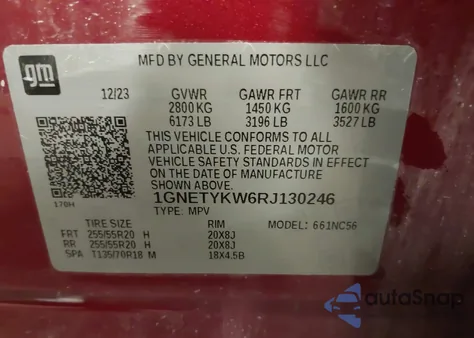 gm
MFD BY GENERAL MOTORS LLC
12/23 GVWR GAWR FRT GAWR RR
2800 KG 1450 KG 1600 KG
6173 LB 3196 LB 3527 LB
THIS VEHICLE CONFORMS TO ALL
APPLICABLE U.S. FEDERAL MOTOR
VEHICLE SAFETY STANDARDS IN EFFECT
ON THE DATE OF MANUFACTURE
SHOWN ABOVE.
1GNETYKW6RJ130246
TYPE: MPV
178H
TIRE SIZE RIM MODEL: 661NC56
FRT 255/55R20 H 20X8J
RR 255/55R20 H 20X8J
SPA T135/70R18 M 18X4.5B
autoSnap